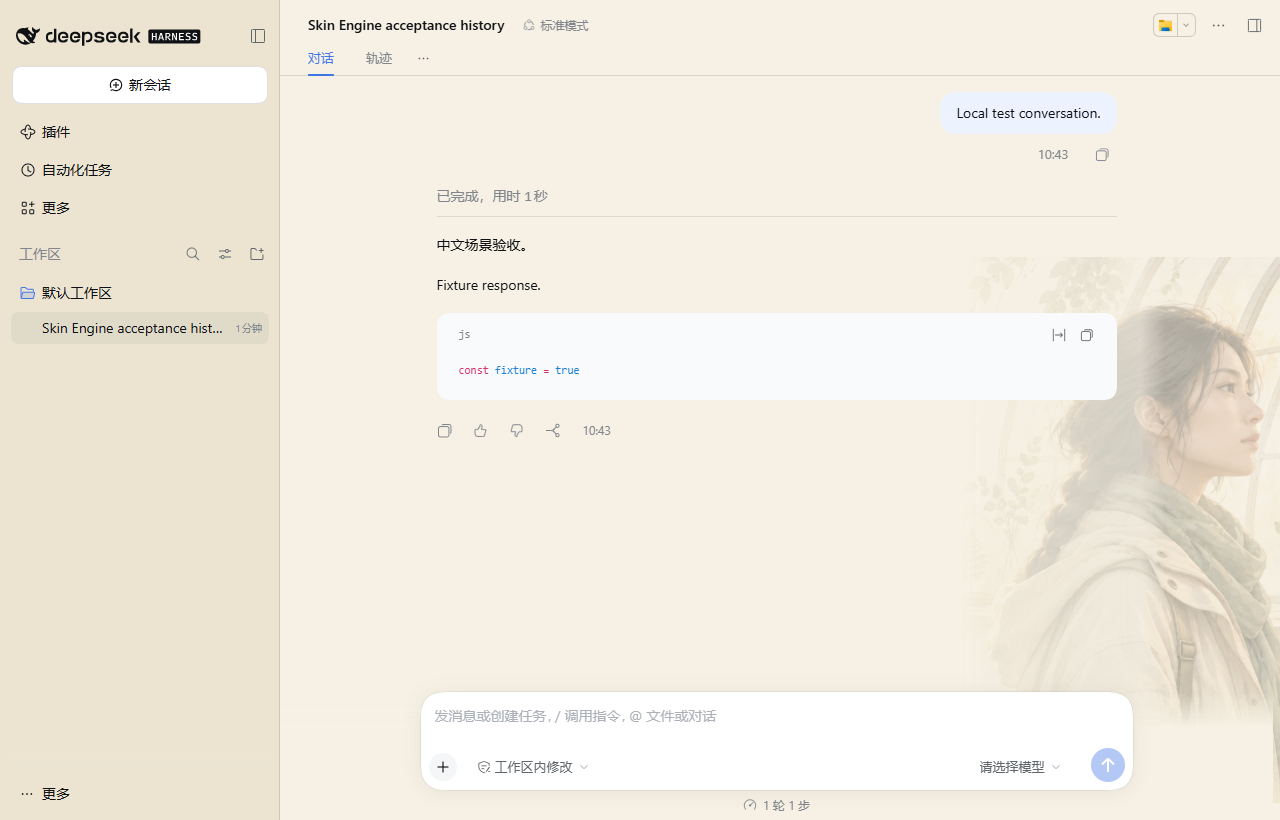 deepseek HARNESS
新会话
插件
自动化任务
更多
工作区
默认工作区
Skin Engine acceptance hist... 1分钟
更多
Skin Engine acceptance history 标准模式
对话 轨迹 ···
Local test conversation.
10:43
已完成，用时 1 秒
中文场景验收。
Fixture response.
js
const fixture = true
10:43
发消息或创建任务, / 调用指令, @ 文件或对话
工作区内修改 请选择模型
1 轮 1 步